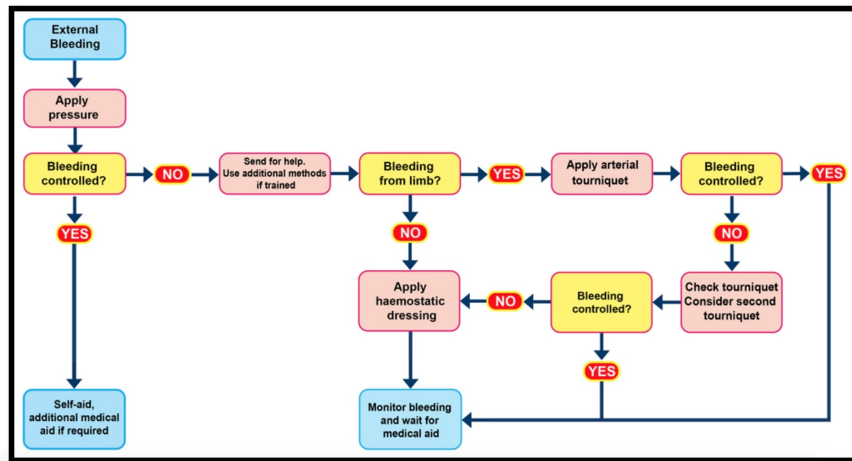 External
Bleeding
Apply
pressure
Bleeding
controlled?
NO
Send for help.
Use additional methods
if trained
Bleeding
from limb?
YES
Apply arterial
tourniquet
Bleeding
controlled?
YES
YES
NO
NO
Apply
haemostatic
dressing
NO
Bleeding
controlled?
Check tourniquet
Consider second
tourniquet
YES
Self-aid,
additional medical
aid if required
Monitor bleeding
and wait for
medical aid